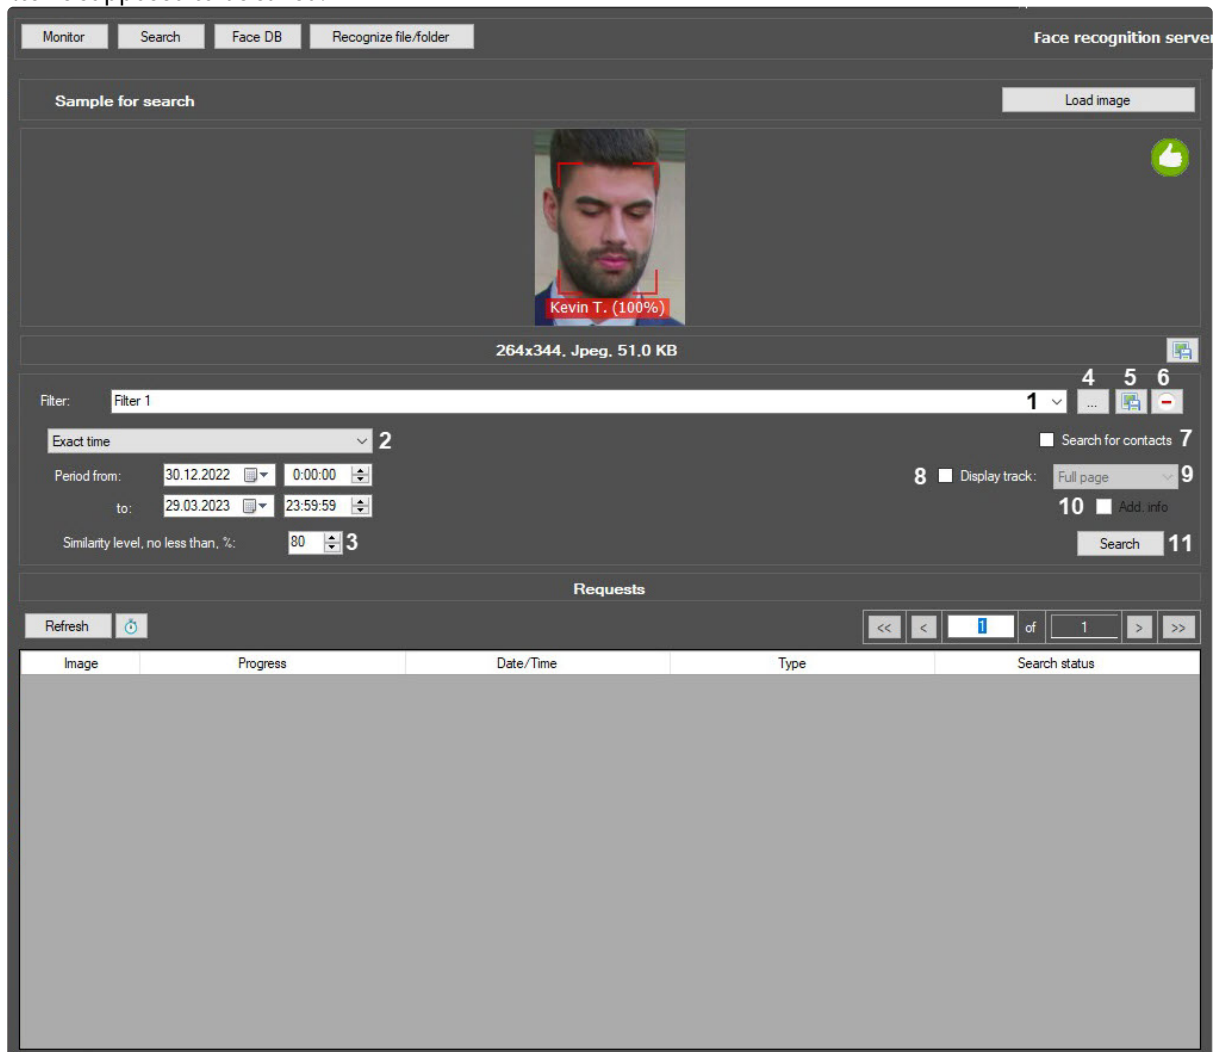 Monitor Search Face DB Recognize file/folder Face recognition server
Sample for search Load image
Kevin T. (100%)
264x344, Jpeg, 51,0 KB
4 5 6
Filter: Filter 1 1 ...
Exact time 2 Search for contacts 7
Period from: 30.12.2022 0:00:00 8 Display track: Full page 9
to: 29.03.2023 23:59:59 10 Add. info
Similarity level, no less than, %: 80 3 Search 11
Requests
Refresh << < 1 of 1 > >>
Image Progress Date/Time Type Search status